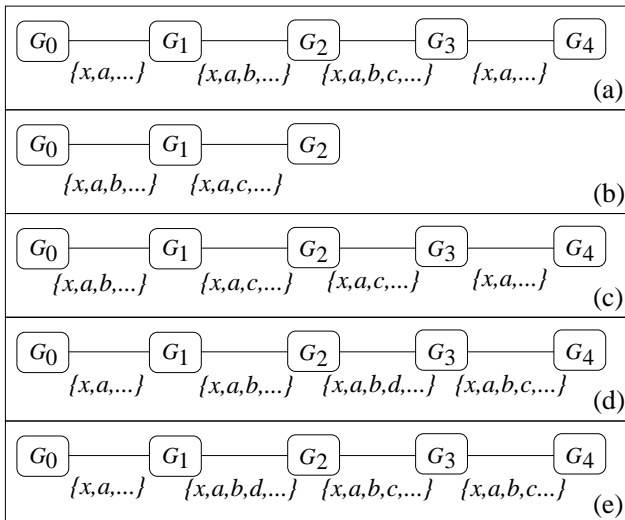 G0 G1 G2 G3 G4
{x,a,...} {x,a,b,...} {x,a,b,c,...} {x,a,...}
(a)
G0 G1 G2
{x,a,b,...} {x,a,c,...}
(b)
G0 G1 G2 G3 G4
{x,a,b,...} {x,a,c,...} {x,a,c,...} {x,a,...}
(c)
G0 G1 G2 G3 G4
{x,a,...} {x,a,b,...} {x,a,b,d,...} {x,a,b,c,...}
(d)
G0 G1 G2 G3 G4
{x,a,...} {x,a,b,d,...} {x,a,b,c,...} {x,a,b,c...}
(e)